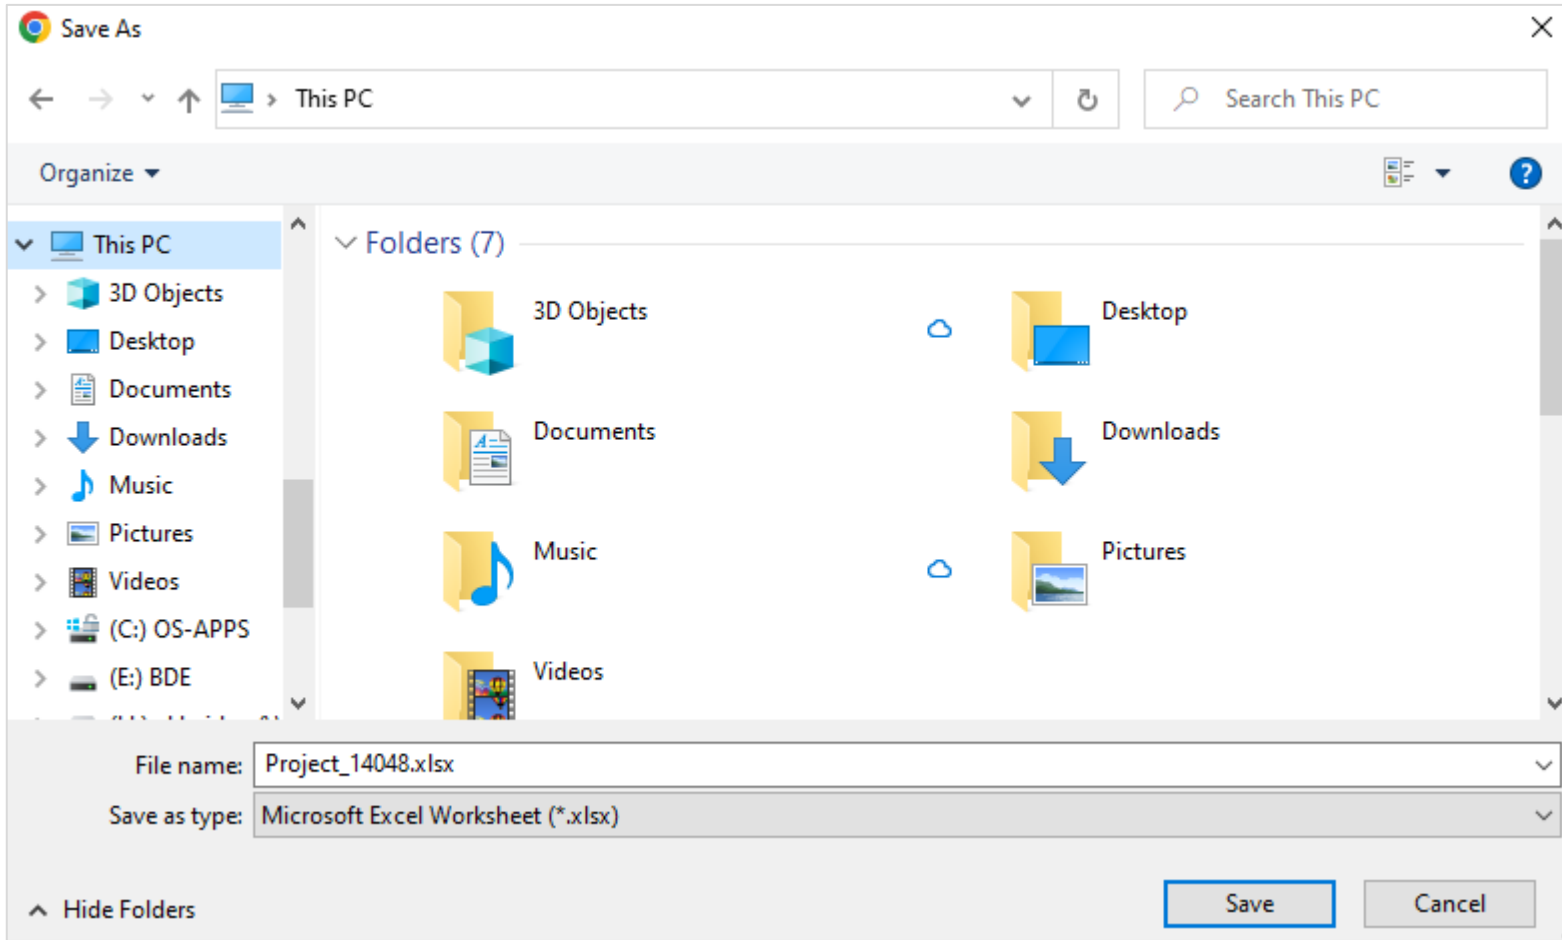 Save As
This PC
Search This PC
Organize
This PC
3D Objects
Desktop
Documents
Downloads
Music
Pictures
Videos
(C:) OS-APPS
(E:) BDE
Folders (7)
3D Objects
Desktop
Documents
Downloads
Music
Pictures
Videos
File name: Project_14048.xlsx
Save as type: Microsoft Excel Worksheet (*.xlsx)
Hide Folders
Save
Cancel